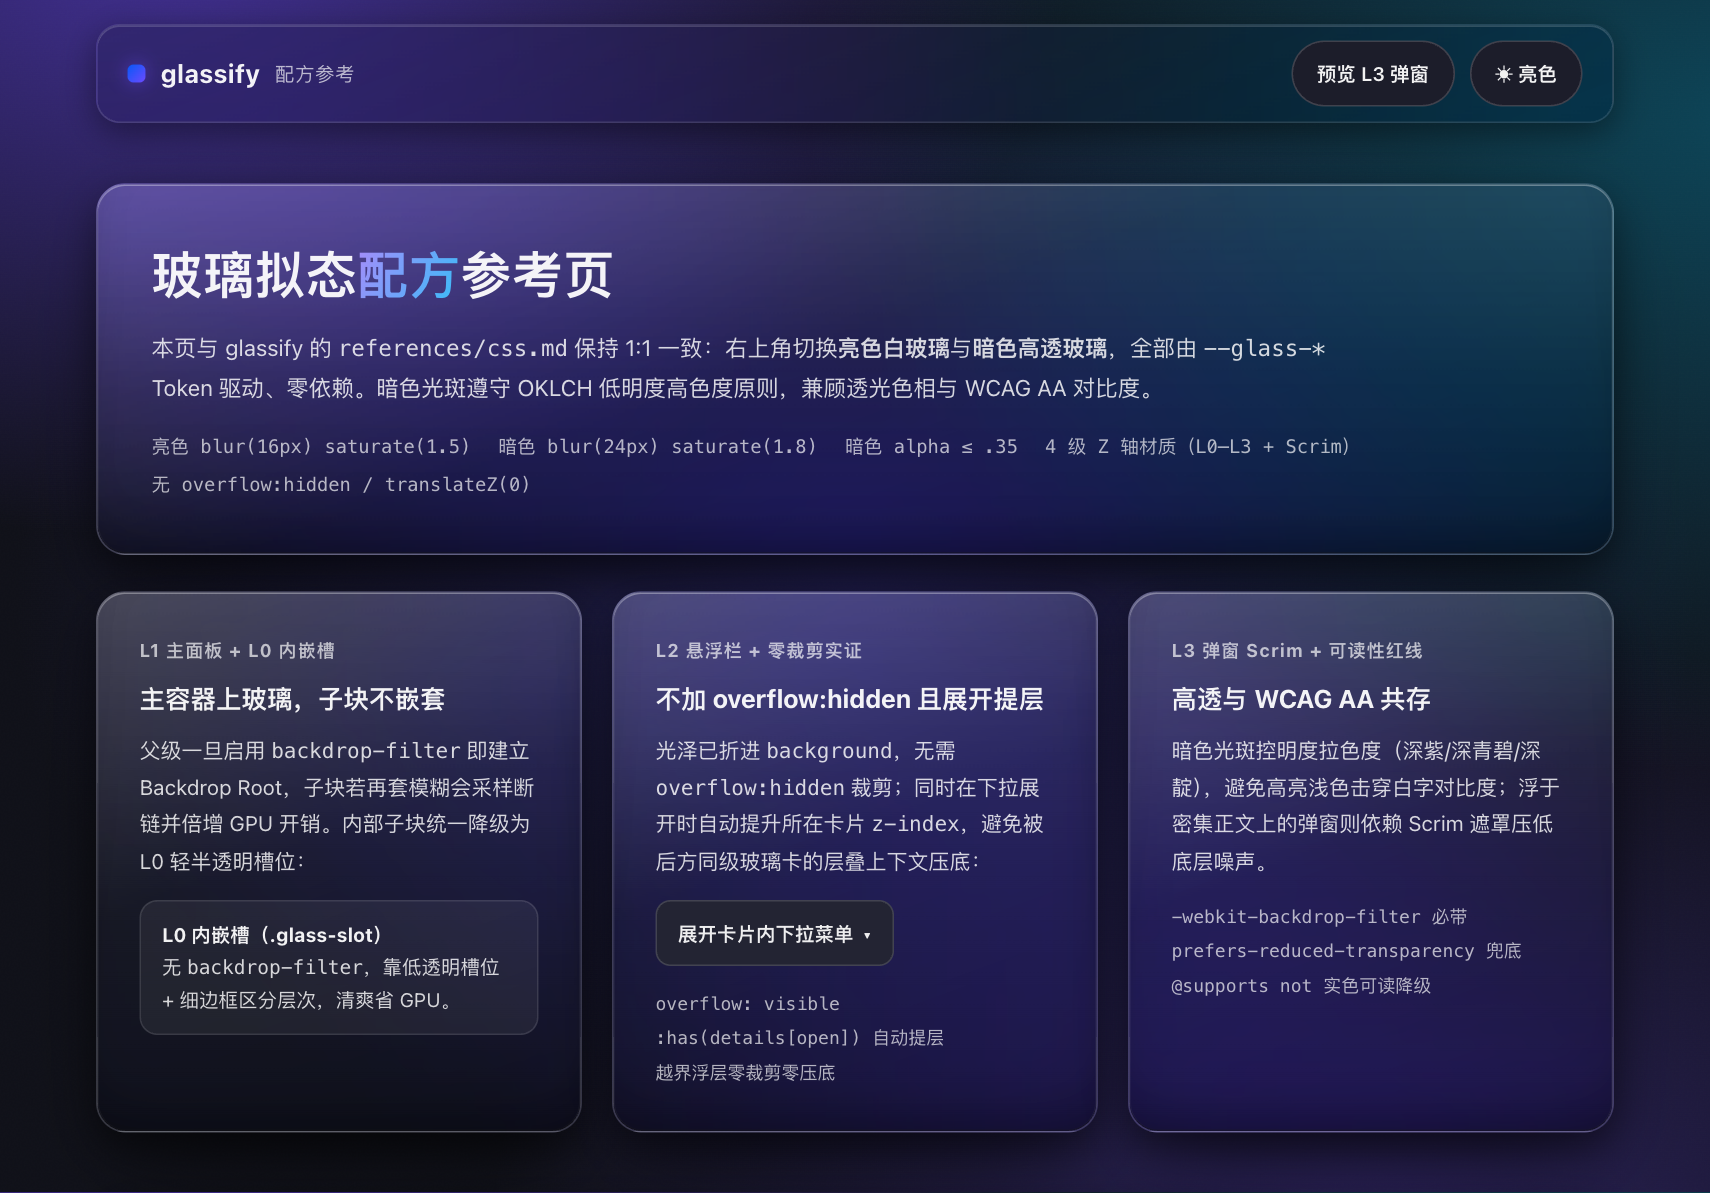 glassify 配方参考
预览 L3 弹窗
☀ 亮色
玻璃拟态配方参考页
本页与 glassify 的 references/css.md 保持 1:1 一致：右上角切换亮色白玻璃与暗色高透玻璃，全部由 --glass-*
Token 驱动、零依赖。暗色光斑遵守 OKLCH 低明度高色度原则，兼顾透光色相与 WCAG AA 对比度。
亮色 blur(16px) saturate(1.5) 暗色 blur(24px) saturate(1.8) 暗色 alpha ≤ .35 4 级 Z 轴材质（L0–L3 + Scrim）
无 overflow:hidden / translateZ(0)
L1 主面板 + L0 内嵌槽
主容器上玻璃，子块不嵌套
父级一旦启用 backdrop-filter 即建立
Backdrop Root，子块若再套模糊会采样断
链并倍增 GPU 开销。内部子块统一降级为
L0 轻半透明槽位：
L0 内嵌槽（.glass-slot）
无 backdrop-filter，靠低透明槽位
+ 细边框区分层次，清爽省 GPU。
L2 悬浮栏 + 零裁剪实证
不加 overflow:hidden 且展开提层
光泽已折进 background，无需
overflow:hidden 裁剪；同时在下拉展
开时自动提升所在卡片 z-index，避免被
后方同级玻璃卡的层叠上下文压底：
展开卡片内下拉菜单 ▾
overflow: visible
:has(details[open]) 自动提层
越界浮层零裁剪零压底
L3 弹窗 Scrim + 可读性红线
高透与 WCAG AA 共存
暗色光斑控明度拉色度（深紫/深青碧/深
靛），避免高亮浅色击穿白字对比度；浮于
密集正文上的弹窗则依赖 Scrim 遮罩压低
底层噪声。
-webkit-backdrop-filter 必带
prefers-reduced-transparency 兜底
@supports not 实色可读降级